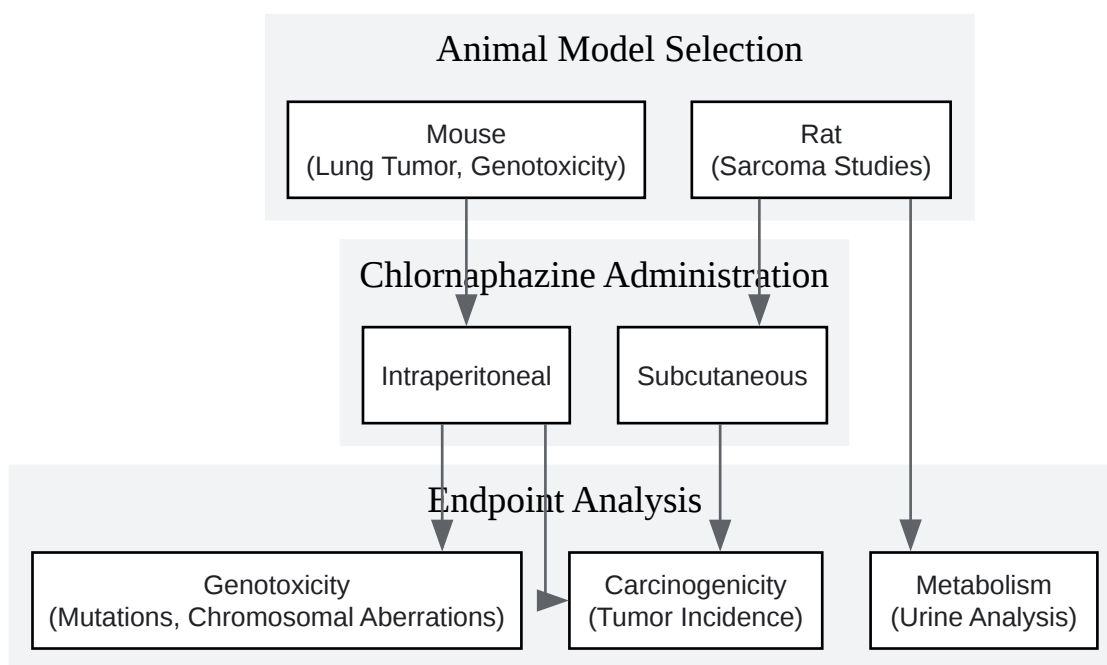 Animal Model Selection
Mouse
(Lung Tumor, Genotoxicity)
Rat
(Sarcoma Studies)
Chlornaphazine Administration
Intraperitoneal
Subcutaneous
Endpoint Analysis
Genotoxicity
(Mutations, Chromosomal Aberrations)
Carcinogenicity
(Tumor Incidence)
Metabolism
(Urine Analysis)